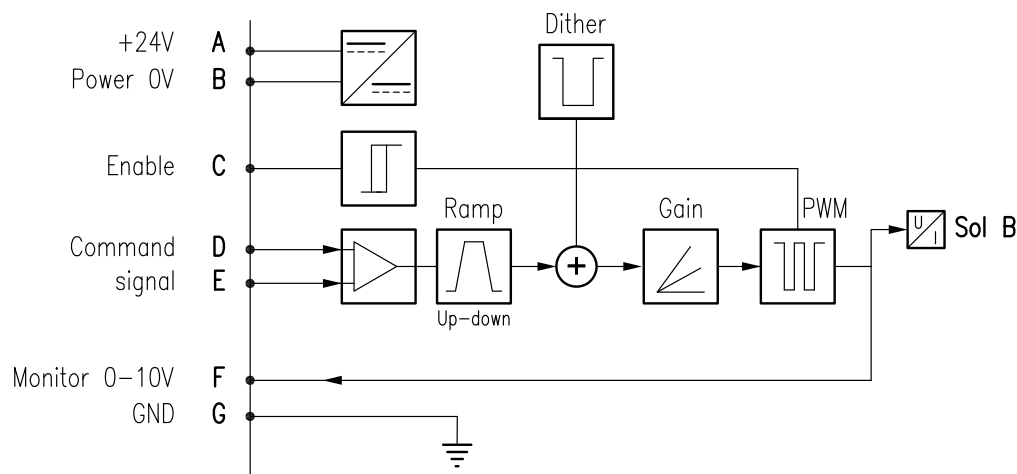 Dither
+24V A
Power 0V B
Enable C
Ramp Gain PWM
Command D
signal E
U
I
Sol B
+
Up-down
Monitor 0-10V F
GND G